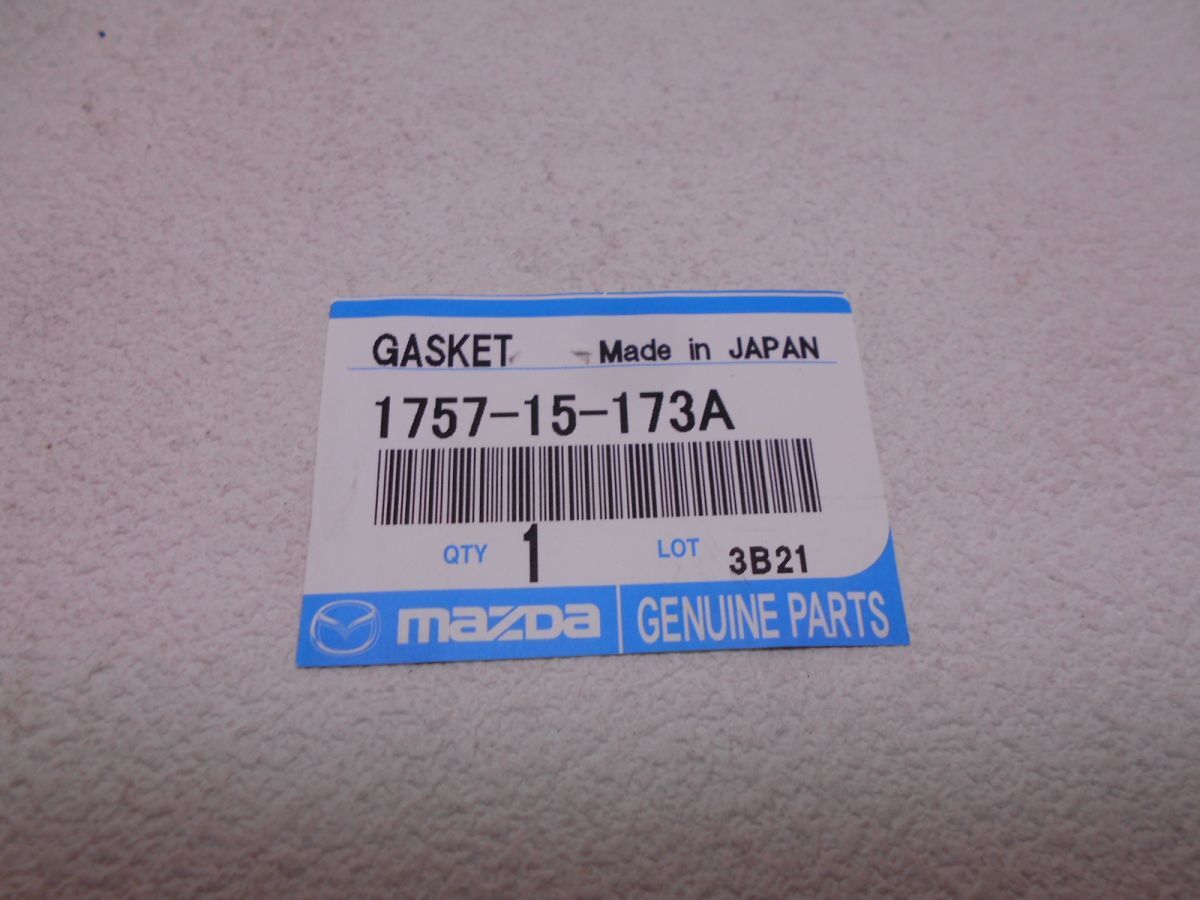 GASKET Made in JAPAN
1757-15-173A
QTY 1 LOT 3B21
mazda GENUINE PARTS